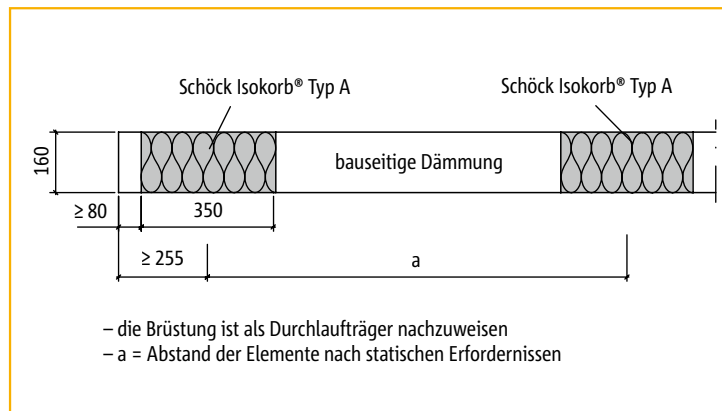 Schöck Isokorb® Typ A
Schöck Isokorb® Typ A
160
bauseitige Dämmung
≥ 80
350
≥ 255
a
– die Brüstung ist als Durchlaufträger nachzuweisen
– a = Abstand der Elemente nach statischen Erfordernissen